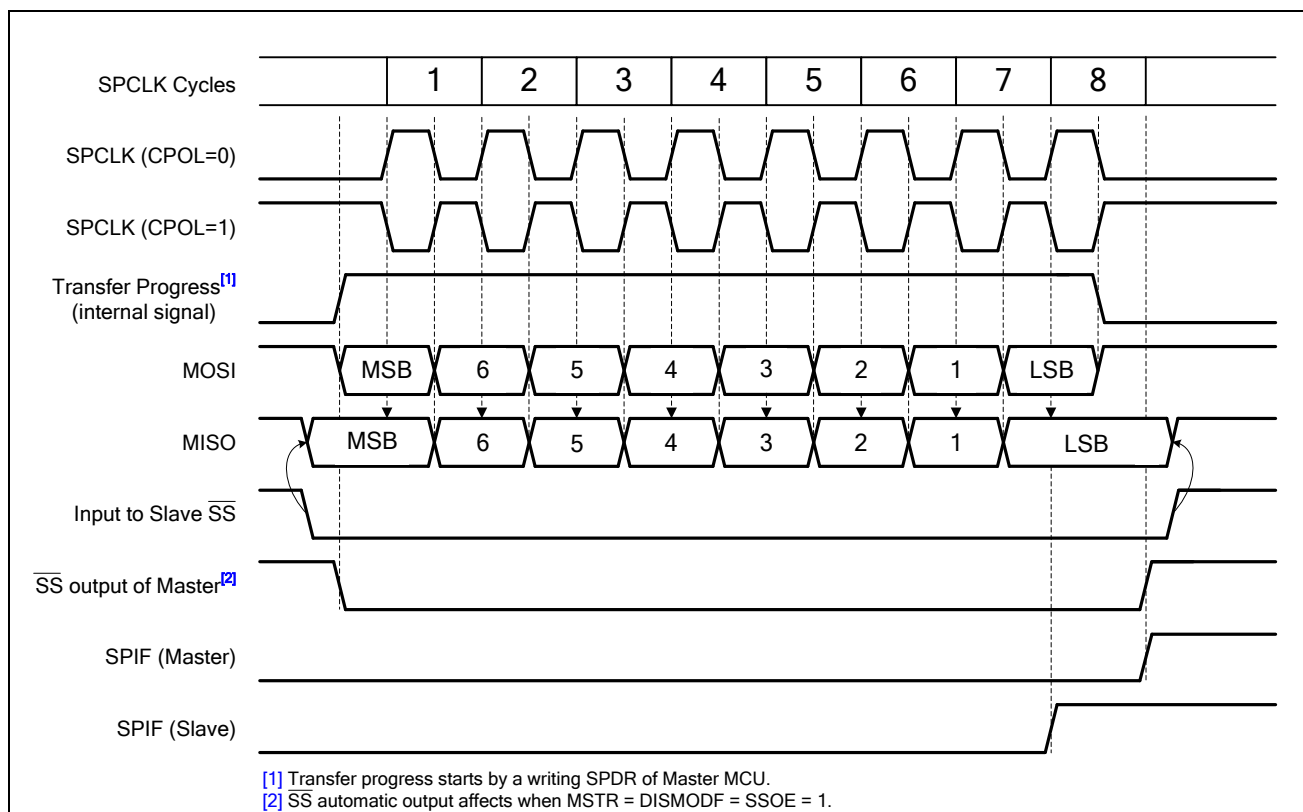 SPCLK Cycles 1 2 3 4 5 6 7 8
SPCLK (CPOL=0)
SPCLK (CPOL=1)
Transfer Progress[1]
(internal signal)
MOSI MSB 6 5 4 3 2 1 LSB
MISO MSB 6 5 4 3 2 1 LSB
Input to Slave S̅S̅
S̅S̅ output of Master[2]
SPIF (Master)
SPIF (Slave)
[1] Transfer progress starts by a writing SPDR of Master MCU.
[2] S̅S̅ automatic output affects when MSTR = DISMODF = SSOE = 1.